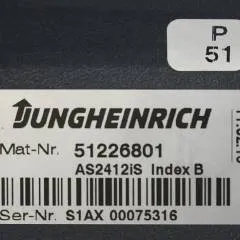 P
51
JUNGHEINRICH
Mat-Nr. 51226801
AS2412iS Index B
Ser-Nr. S1AX 00075316